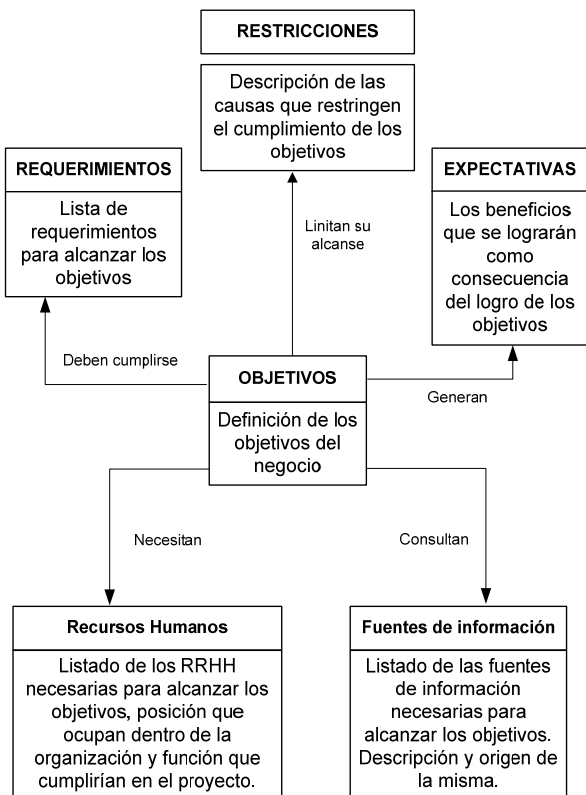 RESTRICCIONES
Descripción de las
causas que restringen
el cumplimiento de los
objetivos
REQUERIMIENTOS
Lista de
requerimientos
para alcanzar los
objetivos
EXPECTATIVAS
Los beneficios
que se lograrán
como
consecuencia
del logro de los
objetivos
Linitan su
alcanse
Deben cumplirse
OBJETIVOS
Definición de los
objetivos del
negocio
Generan
Necesitan
Consultan
Recursos Humanos
Listado de los RRHH
necesarias para alcanzar los
objetivos, posición que
ocupan dentro de la
organización y función que
cumplirían en el proyecto.
Fuentes de información
Listado de las fuentes
de información
necesarias para
alcanzar los objetivos.
Descripción y origen de
la misma.